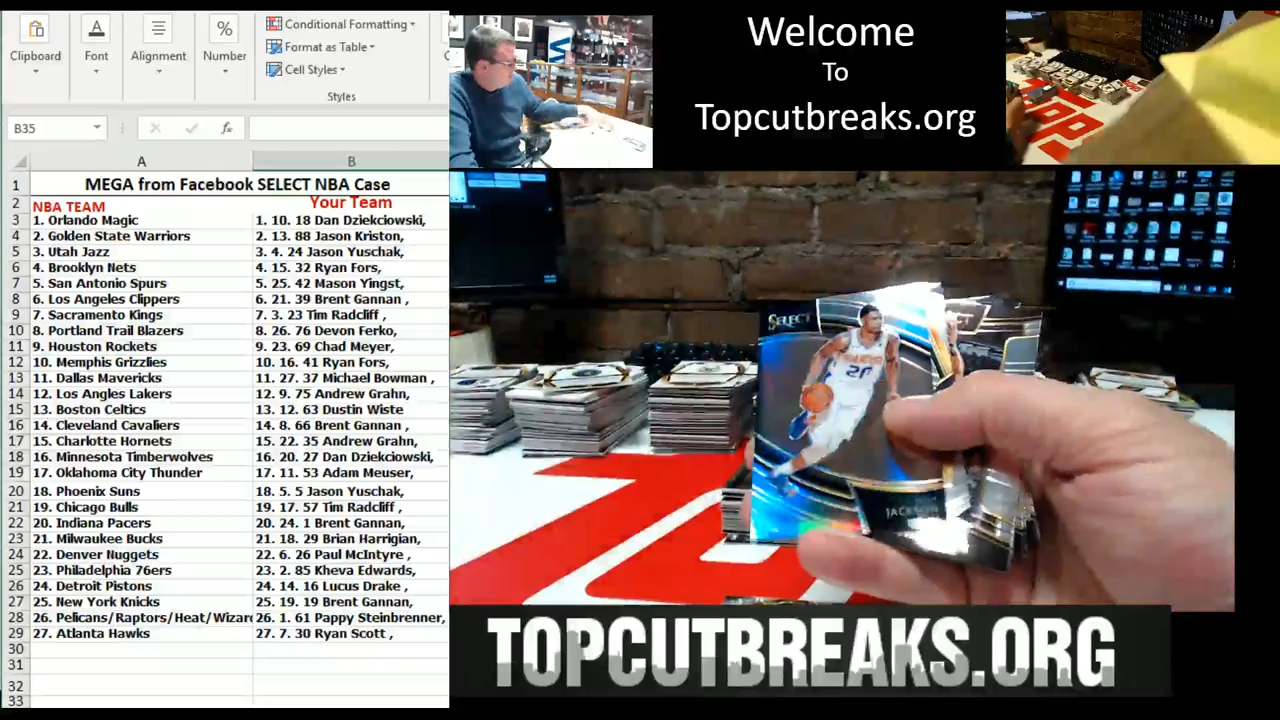 Clipboard
Font
Alignment
%
Number
Conditional Formatting
Format as Table
Cell Styles
Styles
B35
fx
A B
1 MEGA from Facebook SELECT NBA Case
2 NBA TEAM Your Team
3 1. Orlando Magic 1. 10. 18 Dan Dziekciowski,
4 2. Golden State Warriors 2. 13. 88 Jason Kriston,
5 3. Utah Jazz 3. 4. 24 Jason Yuschak,
6 4. Brooklyn Nets 4. 15. 32 Ryan Fors,
7 5. San Antonio Spurs 5. 25. 42 Mason Yingst,
8 6. Los Angeles Clippers 6. 21. 39 Brent Gannan ,
9 7. Sacramento Kings 7. 3. 23 Tim Radcliff ,
10 8. Portland Trail Blazers 8. 26. 76 Devon Ferko,
11 9. Houston Rockets 9. 23. 69 Chad Meyer,
12 10. Memphis Grizzlies 10. 16. 41 Ryan Fors,
13 11. Dallas Mavericks 11. 27. 37 Michael Bowman ,
14 12. Los Angeles Lakers 12. 9. 75 Andrew Grahn,
15 13. Boston Celtics 13. 12. 63 Dustin Wiste
16 14. Cleveland Cavaliers 14. 8. 66 Brent Gannan ,
17 15. Charlotte Hornets 15. 22. 35 Andrew Grahn,
18 16. Minnesota Timberwolves 16. 20. 27 Dan Dziekciowski,
19 17. Oklahoma City Thunder 17. 11. 53 Adam Meuser,
20 18. Phoenix Suns 18. 5. 5 Jason Yuschak,
21 19. Chicago Bulls 19. 17. 57 Tim Radcliff ,
22 20. Indiana Pacers 20. 24. 1 Brent Gannan,
23 21. Milwaukee Bucks 21. 18. 29 Brian Harrigian,
24 22. Denver Nuggets 22. 6. 26 Paul McIntyre ,
25 23. Philadelphia 76ers 23. 2. 85 Kheva Edwards,
26 24. Detroit Pistons 24. 14. 16 Lucus Drake ,
27 25. New York Knicks 25. 19. 19 Brent Gannan,
28 26. Pelicans/Raptors/Heat/Wizar 26. 1. 61 Pappy Steinbrenner,
29 27. Atlanta Hawks 27. 7. 30 Ryan Scott ,
30
31
32
33
Welcome
To
Topcutbreaks.org
SELECT
20
JACKSON
TOPCUTBREAKS.ORG